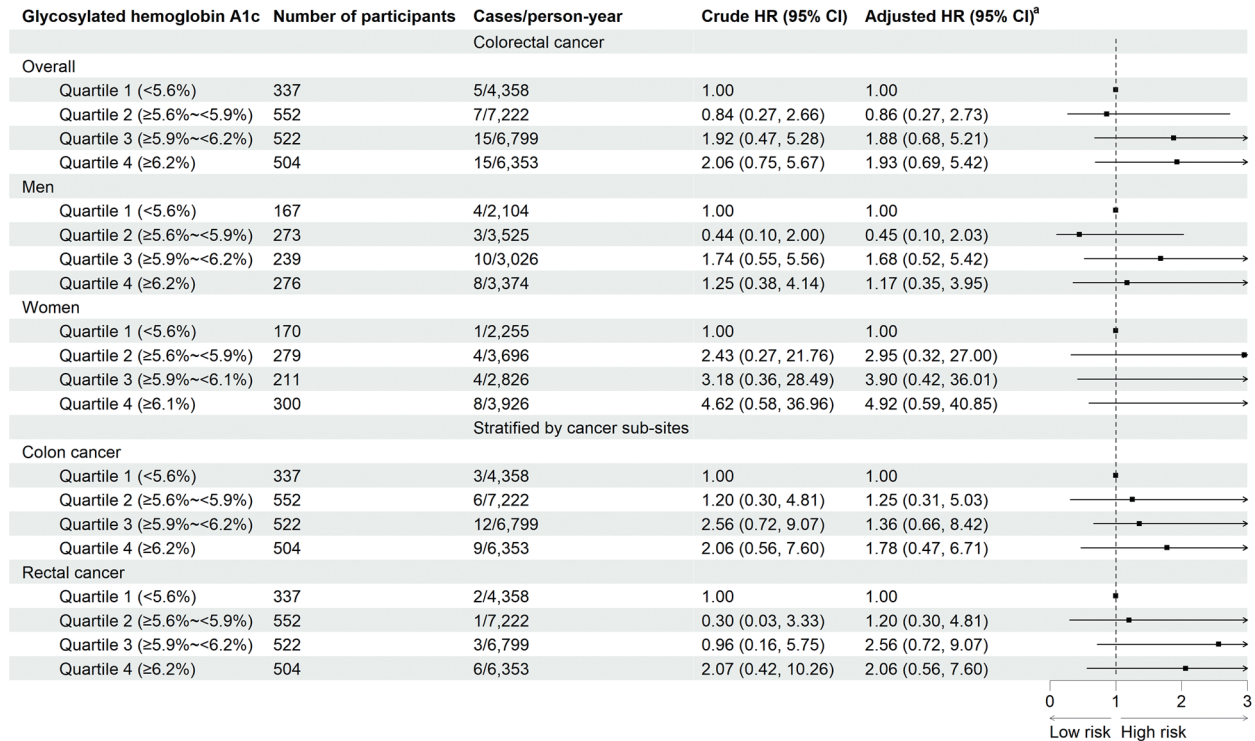 Glycosylated hemoglobin A1c Number of participants Cases/person-year Crude HR (95% CI) Adjusted HR (95% CI)a
Colorectal cancer
Overall
Quartile 1 (<5.6%) 337 5/4,358 1.00 1.00
Quartile 2 (≥5.6%~<5.9%) 552 7/7,222 0.84 (0.27, 2.66) 0.86 (0.27, 2.73)
Quartile 3 (≥5.9%~<6.2%) 522 15/6,799 1.92 (0.47, 5.28) 1.88 (0.68, 5.21)
Quartile 4 (≥6.2%) 504 15/6,353 2.06 (0.75, 5.67) 1.93 (0.69, 5.42)
Men
Quartile 1 (<5.6%) 167 4/2,104 1.00 1.00
Quartile 2 (≥5.6%~<5.9%) 273 3/3,525 0.44 (0.10, 2.00) 0.45 (0.10, 2.03)
Quartile 3 (≥5.9%~<6.2%) 239 10/3,026 1.74 (0.55, 5.56) 1.68 (0.52, 5.42)
Quartile 4 (≥6.2%) 276 8/3,374 1.25 (0.38, 4.14) 1.17 (0.35, 3.95)
Women
Quartile 1 (<5.6%) 170 1/2,255 1.00 1.00
Quartile 2 (≥5.6%~<5.9%) 279 4/3,696 2.43 (0.27, 21.76) 2.95 (0.32, 27.00)
Quartile 3 (≥5.9%~<6.1%) 211 4/2,826 3.18 (0.36, 28.49) 3.90 (0.42, 36.01)
Quartile 4 (≥6.1%) 300 8/3,926 4.62 (0.58, 36.96) 4.92 (0.59, 40.85)
Stratified by cancer sub-sites
Colon cancer
Quartile 1 (<5.6%) 337 3/4,358 1.00 1.00
Quartile 2 (≥5.6%~<5.9%) 552 6/7,222 1.20 (0.30, 4.81) 1.25 (0.31, 5.03)
Quartile 3 (≥5.9%~<6.2%) 522 12/6,799 2.56 (0.72, 9.07) 1.36 (0.66, 8.42)
Quartile 4 (≥6.2%) 504 9/6,353 2.06 (0.56, 7.60) 1.78 (0.47, 6.71)
Rectal cancer
Quartile 1 (<5.6%) 337 2/4,358 1.00 1.00
Quartile 2 (≥5.6%~<5.9%) 552 1/7,222 0.30 (0.03, 3.33) 1.20 (0.30, 4.81)
Quartile 3 (≥5.9%~<6.2%) 522 3/6,799 0.96 (0.16, 5.75) 2.56 (0.72, 9.07)
Quartile 4 (≥6.2%) 504 6/6,353 2.07 (0.42, 10.26) 2.06 (0.56, 7.60)
0 1 2 3
Low risk High risk